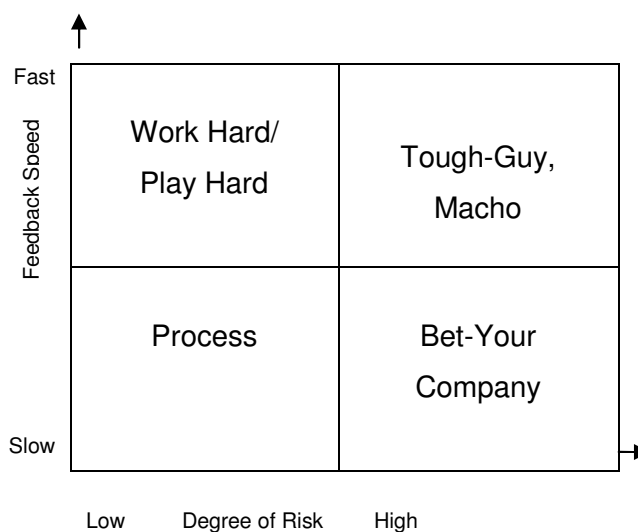 Fast
Work Hard/
Play Hard
Tough-Guy,
Macho
Feedback Speed
Process
Bet-Your
Company
Slow
Low Degree of Risk High